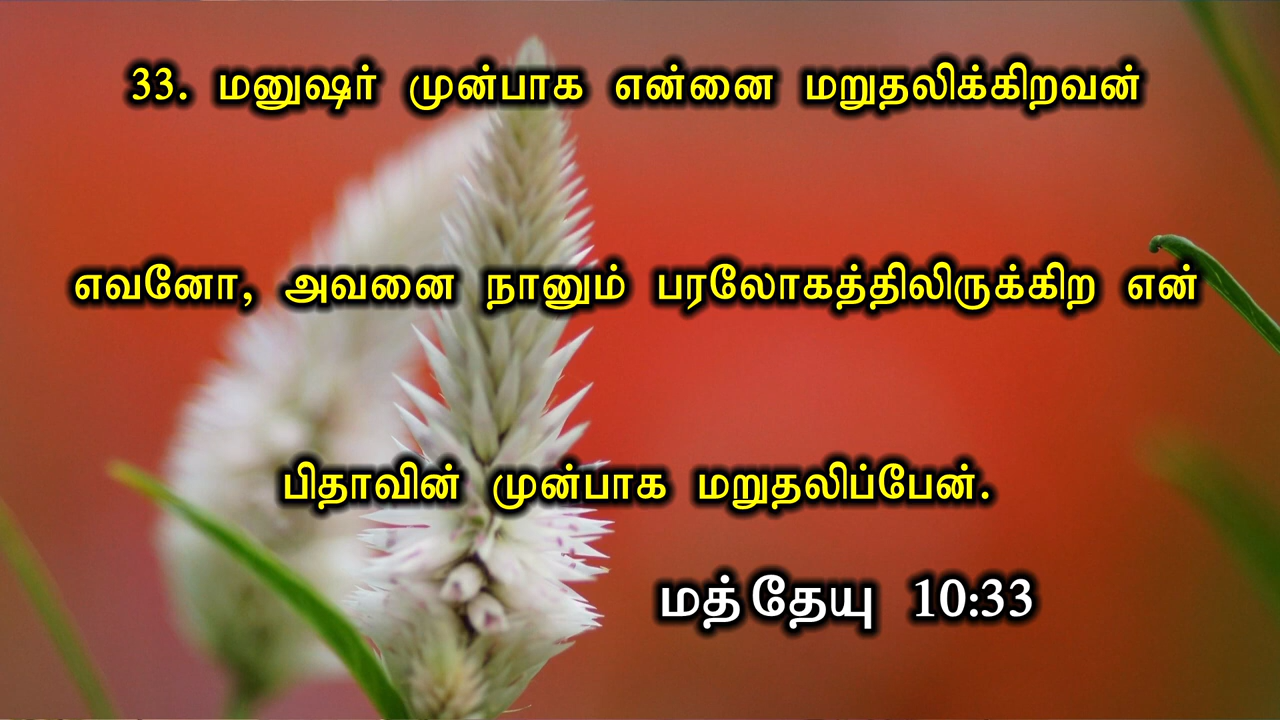 33. மனுஷர் முன்பாக என்னை மறுதலிக்கிறவன்
எவனோ, அவனை நானும் பரலோகத்திலிருக்கிற என்
பிதாவின் முன்பாக மறுதலிப்பேன்.
மத்தேயு 10:33